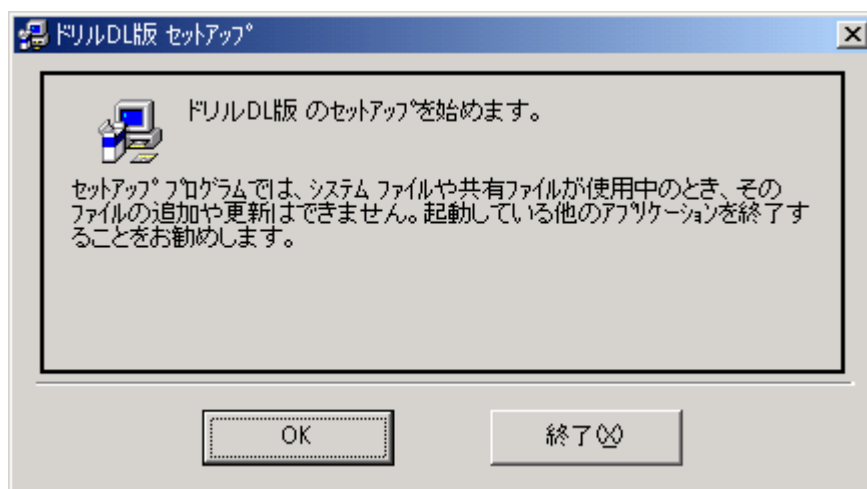 ドリルDL版 セットアップ
ドリルDL版 のセットアップを始めます。
セットアップ プログラムでは、システム ファイルや共有ファイルが使用中のとき、その
ファイルの追加や更新はできません。起動している他のアプリケーションを終了す
ることをお勧めします。
OK
終了(X)